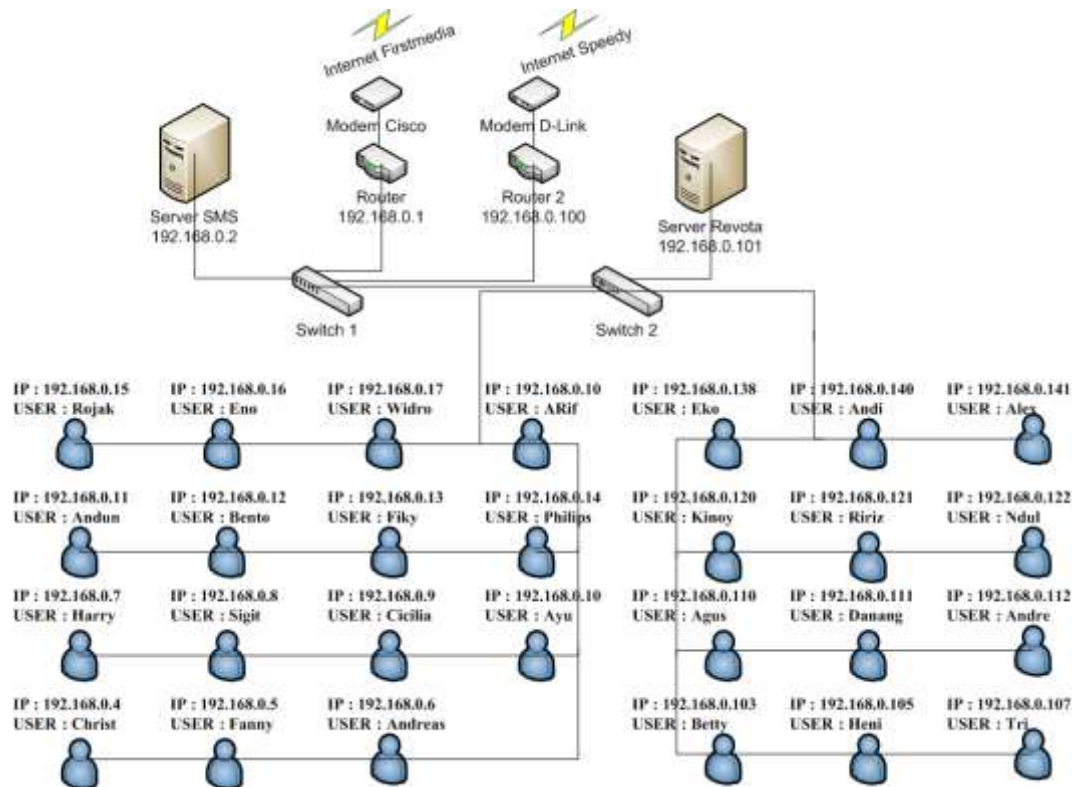 Internet Firstmedia
Internet Speedy
Modem Cisco
Modem D-Link
Server SMS
192.168.0.2
Router
192.168.0.1
Router 2
192.168.0.100
Server Revota
192.168.0.101
Switch 1
Switch 2
IP : 192.168.0.15
USER : Rojak
IP : 192.168.0.16
USER : Eno
IP : 192.168.0.17
USER : Widro
IP : 192.168.0.10
USER : ARif
IP : 192.168.0.138
USER : Eko
IP : 192.168.0.140
USER : Andi
IP : 192.168.0.141
USER : Alex
IP : 192.168.0.11
USER : Andun
IP : 192.168.0.12
USER : Bento
IP : 192.168.0.13
USER : Fiky
IP : 192.168.0.14
USER : Philips
IP : 192.168.0.120
USER : Kinoy
IP : 192.168.0.121
USER : Ririz
IP : 192.168.0.122
USER : Ndul
IP : 192.168.0.7
USER : Harry
IP : 192.168.0.8
USER : Sigit
IP : 192.168.0.9
USER : Cicilia
IP : 192.168.0.10
USER : Ayu
IP : 192.168.0.110
USER : Agus
IP : 192.168.0.111
USER : Danang
IP : 192.168.0.112
USER : Andre
IP : 192.168.0.4
USER : Christ
IP : 192.168.0.5
USER : Fanny
IP : 192.168.0.6
USER : Andreas
IP : 192.168.0.103
USER : Betty
IP : 192.168.0.105
USER : Heni
IP : 192.168.0.107
USER : Tri